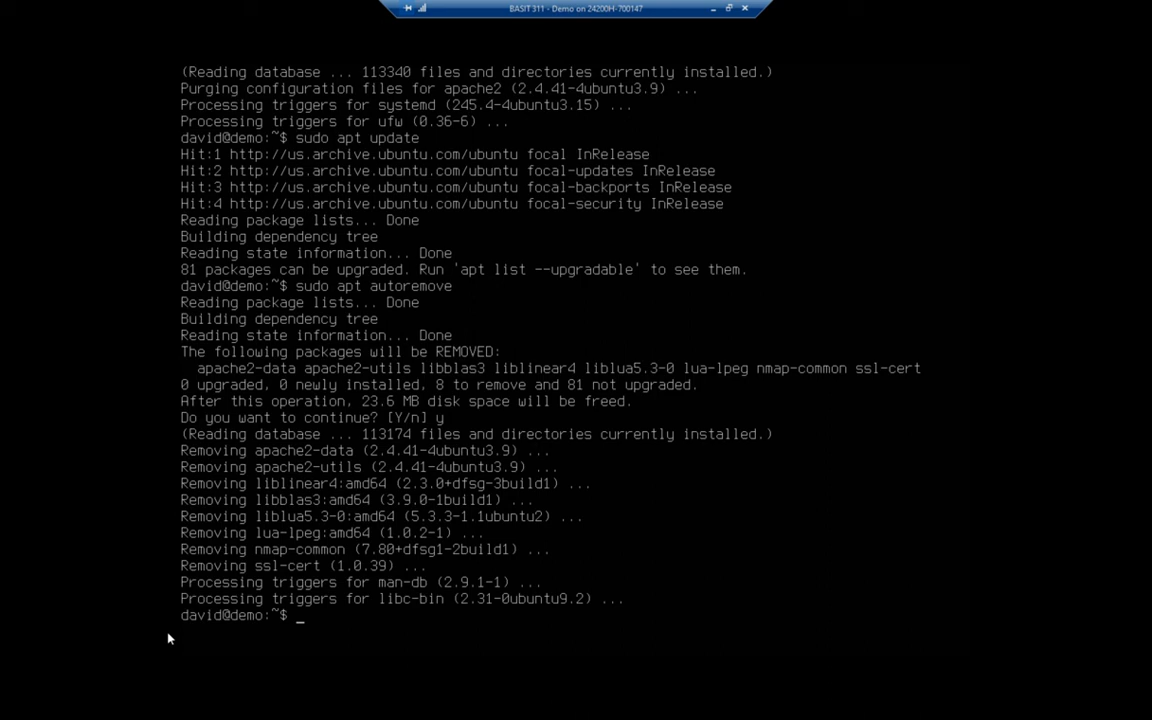 BASIT 311 - Demo on 24200H-700147
(Reading database ... 113340 files and directories currently installed.)
Purging configuration files for apache2 (2.4.41-4ubuntu3.9) ...
Processing triggers for systemd (245.4-4ubuntu3.15) ...
Processing triggers for ufw (0.36-6) ...
david@demo:~$ sudo apt update
Hit:1 http://us.archive.ubuntu.com/ubuntu focal InRelease
Hit:2 http://us.archive.ubuntu.com/ubuntu focal-updates InRelease
Hit:3 http://us.archive.ubuntu.com/ubuntu focal-backports InRelease
Hit:4 http://us.archive.ubuntu.com/ubuntu focal-security InRelease
Reading package lists... Done
Building dependency tree
Reading state information... Done
81 packages can be upgraded. Run 'apt list --upgradable' to see them.
david@demo:~$ sudo apt autoremove
Reading package lists... Done
Building dependency tree
Reading state information... Done
The following packages will be REMOVED:
  apache2-data apache2-utils libblas3 liblinear4 liblua5.3-0 lua-lpeg nmap-common ssl-cert
0 upgraded, 0 newly installed, 8 to remove and 81 not upgraded.
After this operation, 23.6 MB disk space will be freed.
Do you want to continue? [Y/n] y
(Reading database ... 113174 files and directories currently installed.)
Removing apache2-data (2.4.41-4ubuntu3.9) ...
Removing apache2-utils (2.4.41-4ubuntu3.9) ...
Removing liblinear4:amd64 (2.3.0+dfsg-3build1) ...
Removing libblas3:amd64 (3.9.0-1build1) ...
Removing liblua5.3-0:amd64 (5.3.3-1.1ubuntu2) ...
Removing lua-lpeg:amd64 (1.0.2-1) ...
Removing nmap-common (7.80+dfsg1-2build1) ...
Removing ssl-cert (1.0.39) ...
Processing triggers for man-db (2.9.1-1) ...
Processing triggers for libc-bin (2.31-0ubuntu9.2) ...
david@demo:~$ _